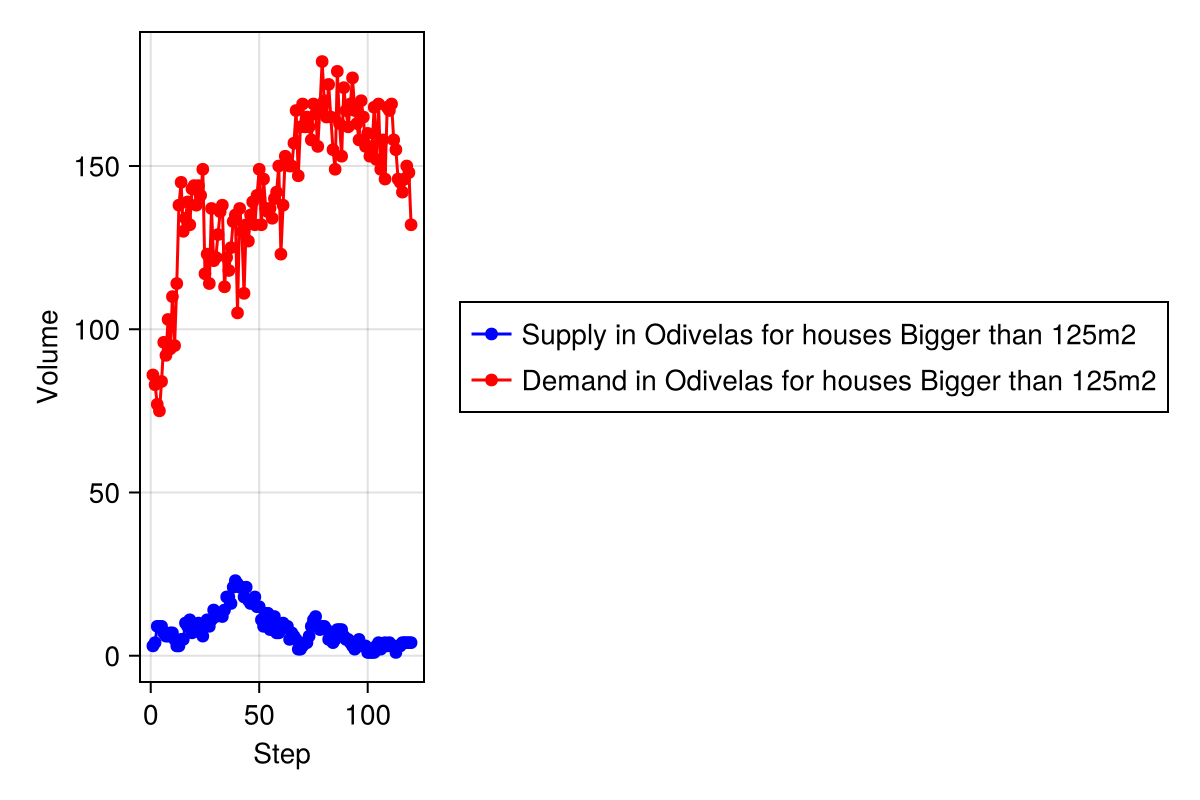 150
100
50
0
Volume
0 50 100
Step
Supply in Odivelas for houses Bigger than 125m2
Demand in Odivelas for houses Bigger than 125m2